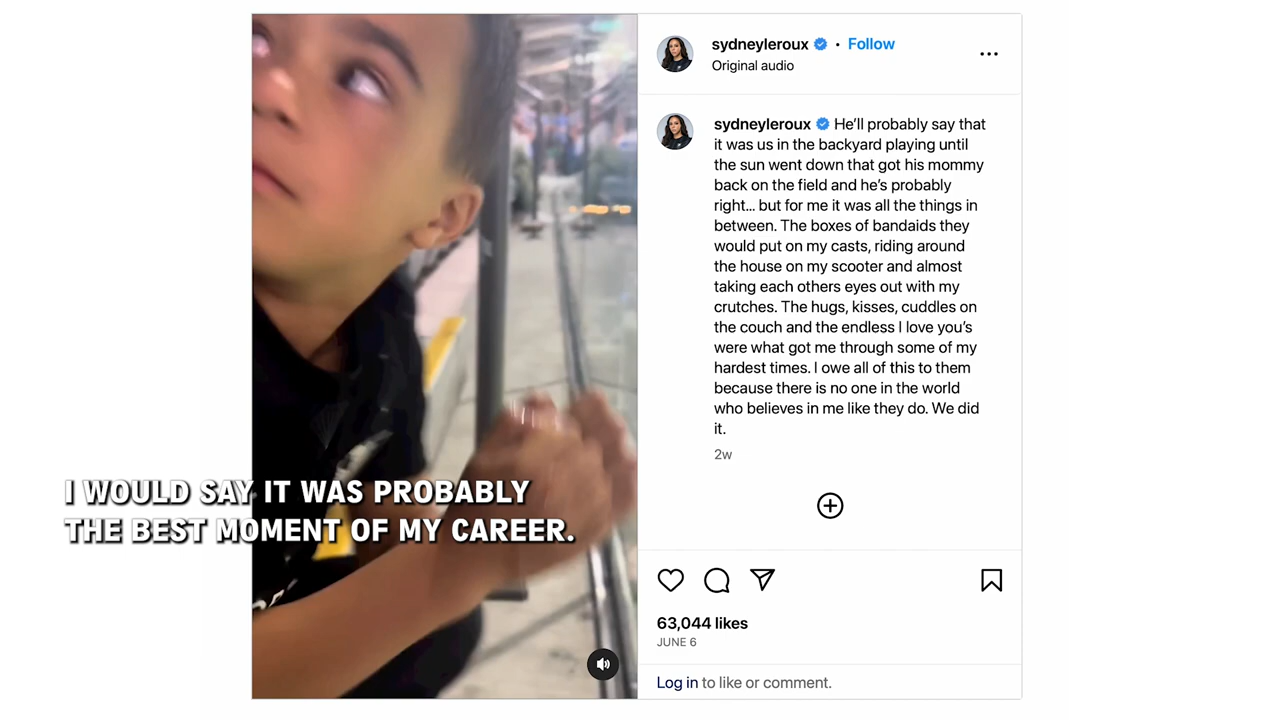 sydneyleroux • Follow
Original audio
sydneyleroux He'll probably say that
it was us in the backyard playing until
the sun went down that got his mommy
back on the field and he's probably
right... but for me it was all the things in
between. The boxes of bandaids they
would put on my casts, riding around
the house on my scooter and almost
taking each others eyes out with my
crutches. The hugs, kisses, cuddles on
the couch and the endless I love you's
were what got me through some of my
hardest times. I owe all of this to them
because there is no one in the world
who believes in me like they do. We did
it.
2w
I WOULD SAY IT WAS PROBABLY
THE BEST MOMENT OF MY CAREER.
63,044 likes
JUNE 6
Log in to like or comment.